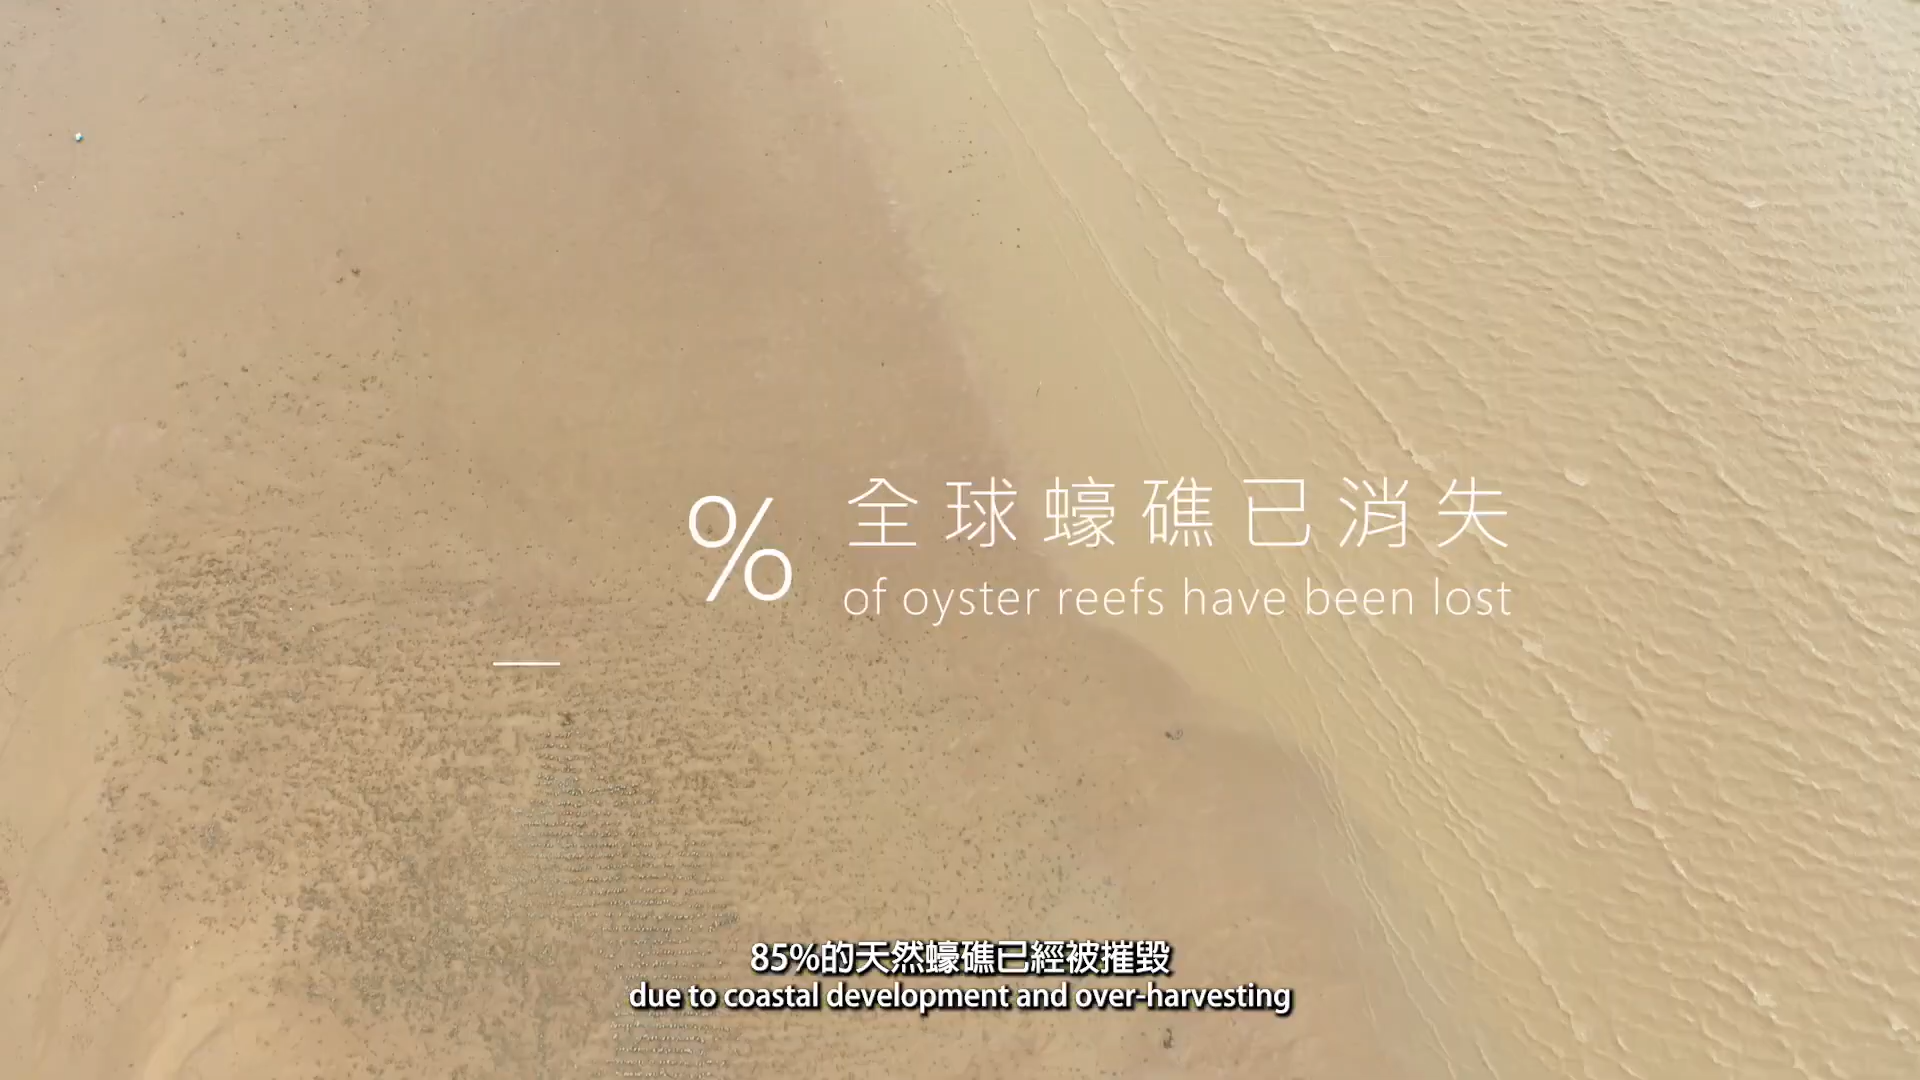 %
全球蠔礁已消失
of oyster reefs have been lost
85%的天然蠔礁已經被摧毀
due to coastal development and over-harvesting